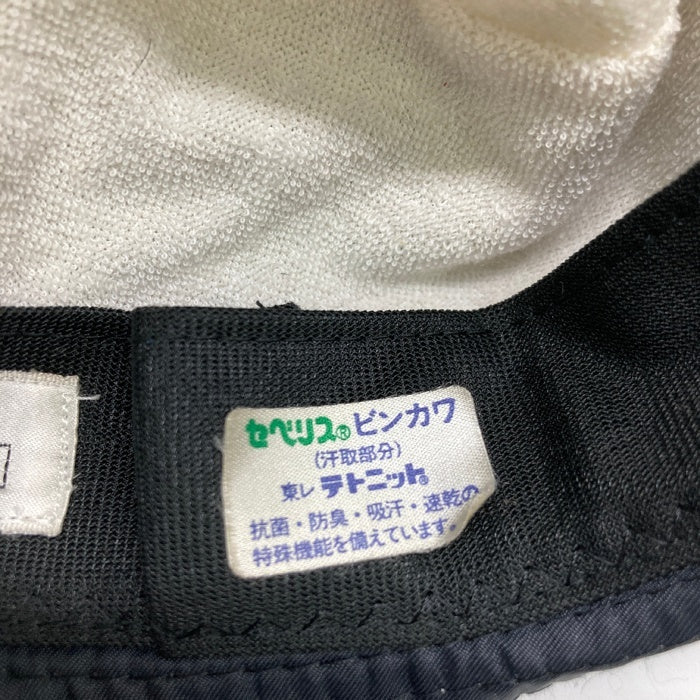 セベリス®ビンカワ
(汗取部分)
東レ テトニット®
抗菌・防臭・吸汗・速乾の
特殊機能を備えています。